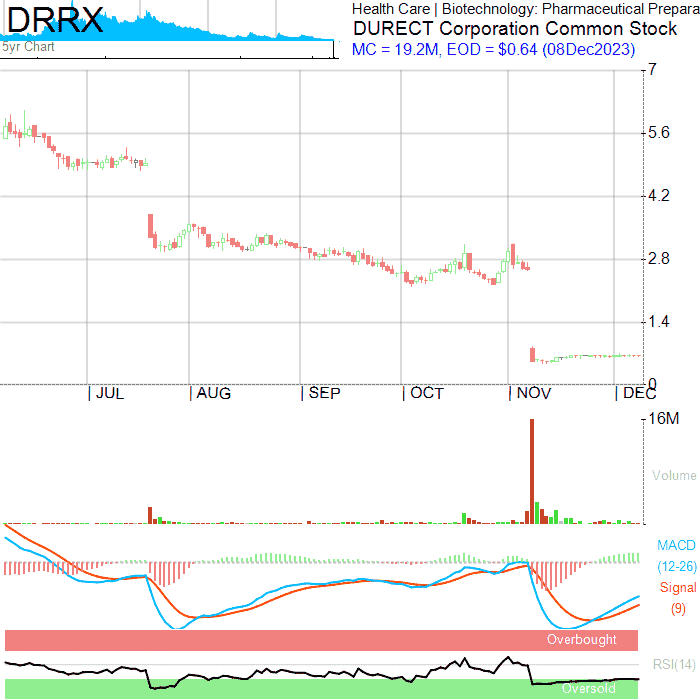 DRRX
5yr Chart
Health Care | Biotechnology: Pharmaceutical Prepara
DURECT Corporation Common Stock
MC = 19.2M, EOD = $0.64 (08Dec2023)
7
5.6
4.2
2.8
1.4
0
JUL AUG SEP OCT NOV DEC
16M
Volume
MACD
(12-26)
Signal
(9)
Overbought
RSI(14)
Oversold